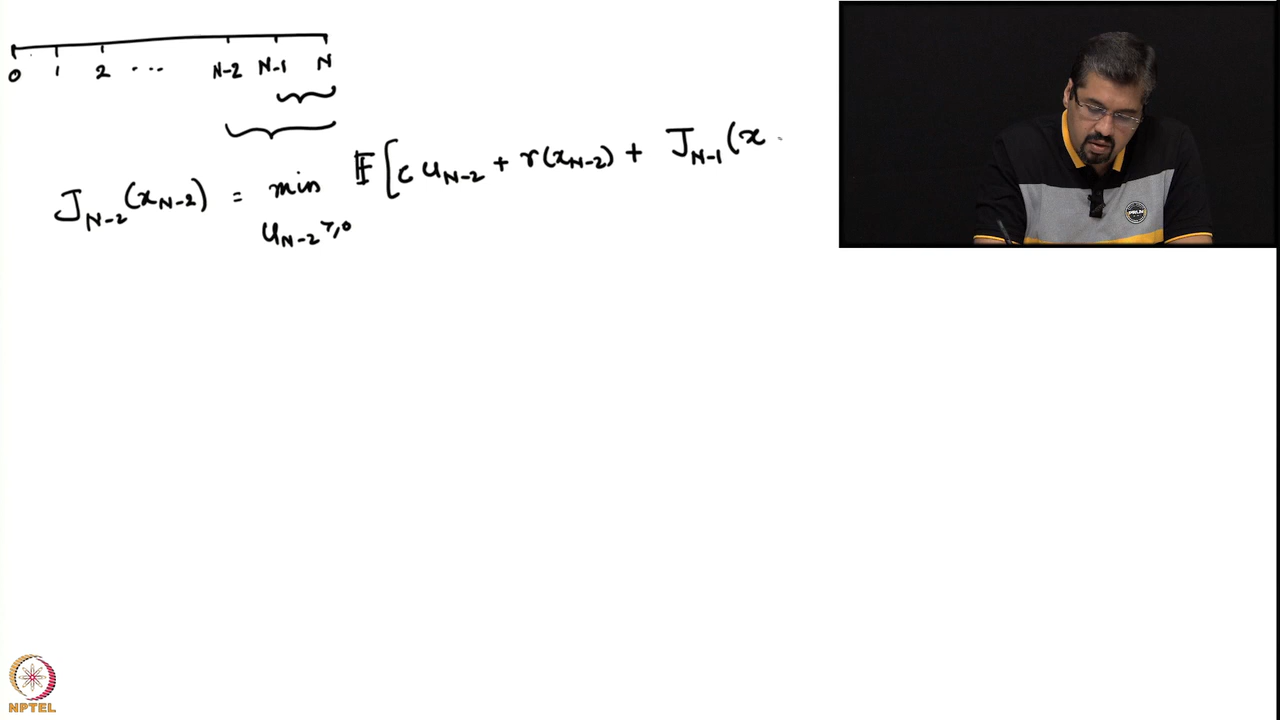 0 1 2 ... N-2 N-1 N
J_{N-2}(x_{N-2}) = min_{u_{N-2} ≥ 0} 𝔼[c u_{N-2} + r(x_{N-2}) + J_{N-1}(x
NPTEL